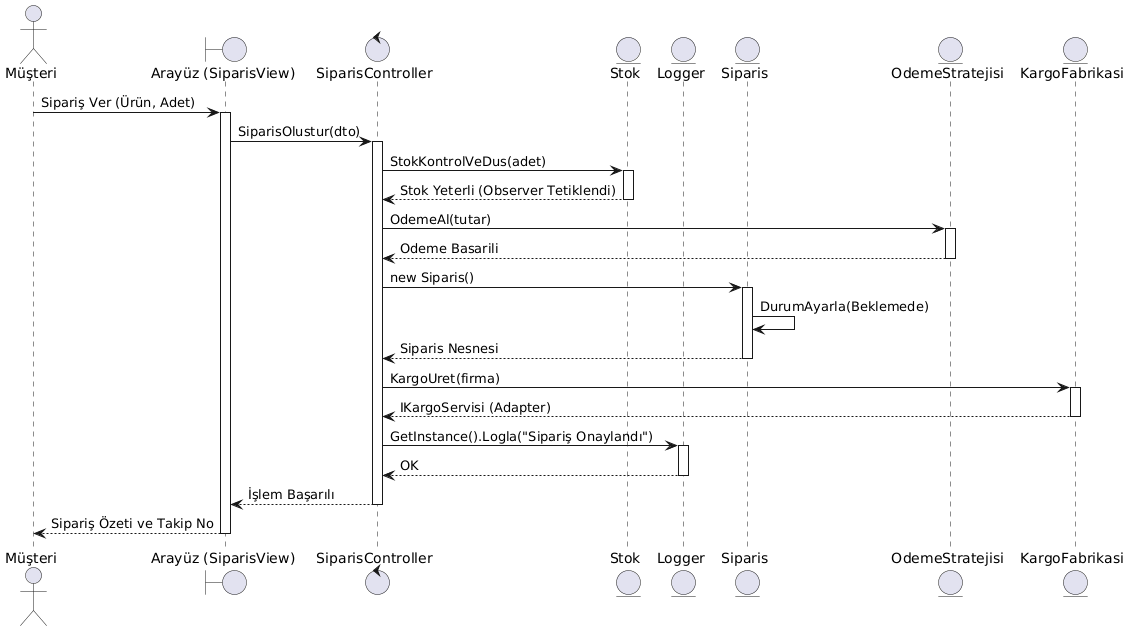 Müşteri
Arayüz (SiparisView)
SiparisController
Stok
Logger
Siparis
OdemeStratejisi
KargoFabrikasi
Sipariş Ver (Ürün, Adet)
SiparisOlustur(dto)
StokKontrolVeDus(adet)
Stok Yeterli (Observer Tetiklendi)
OdemeAl(tutar)
Odeme Basarili
new Siparis()
DurumAyarla(Beklemede)
Siparis Nesnesi
KargoUret(firma)
IKargoServisi (Adapter)
GetInstance().Logla("Sipariş Onaylandı")
OK
İşlem Başarılı
Sipariş Özeti ve Takip No
Müşteri
Arayüz (SiparisView)
SiparisController
Stok
Logger
Siparis
OdemeStratejisi
KargoFabrikasi